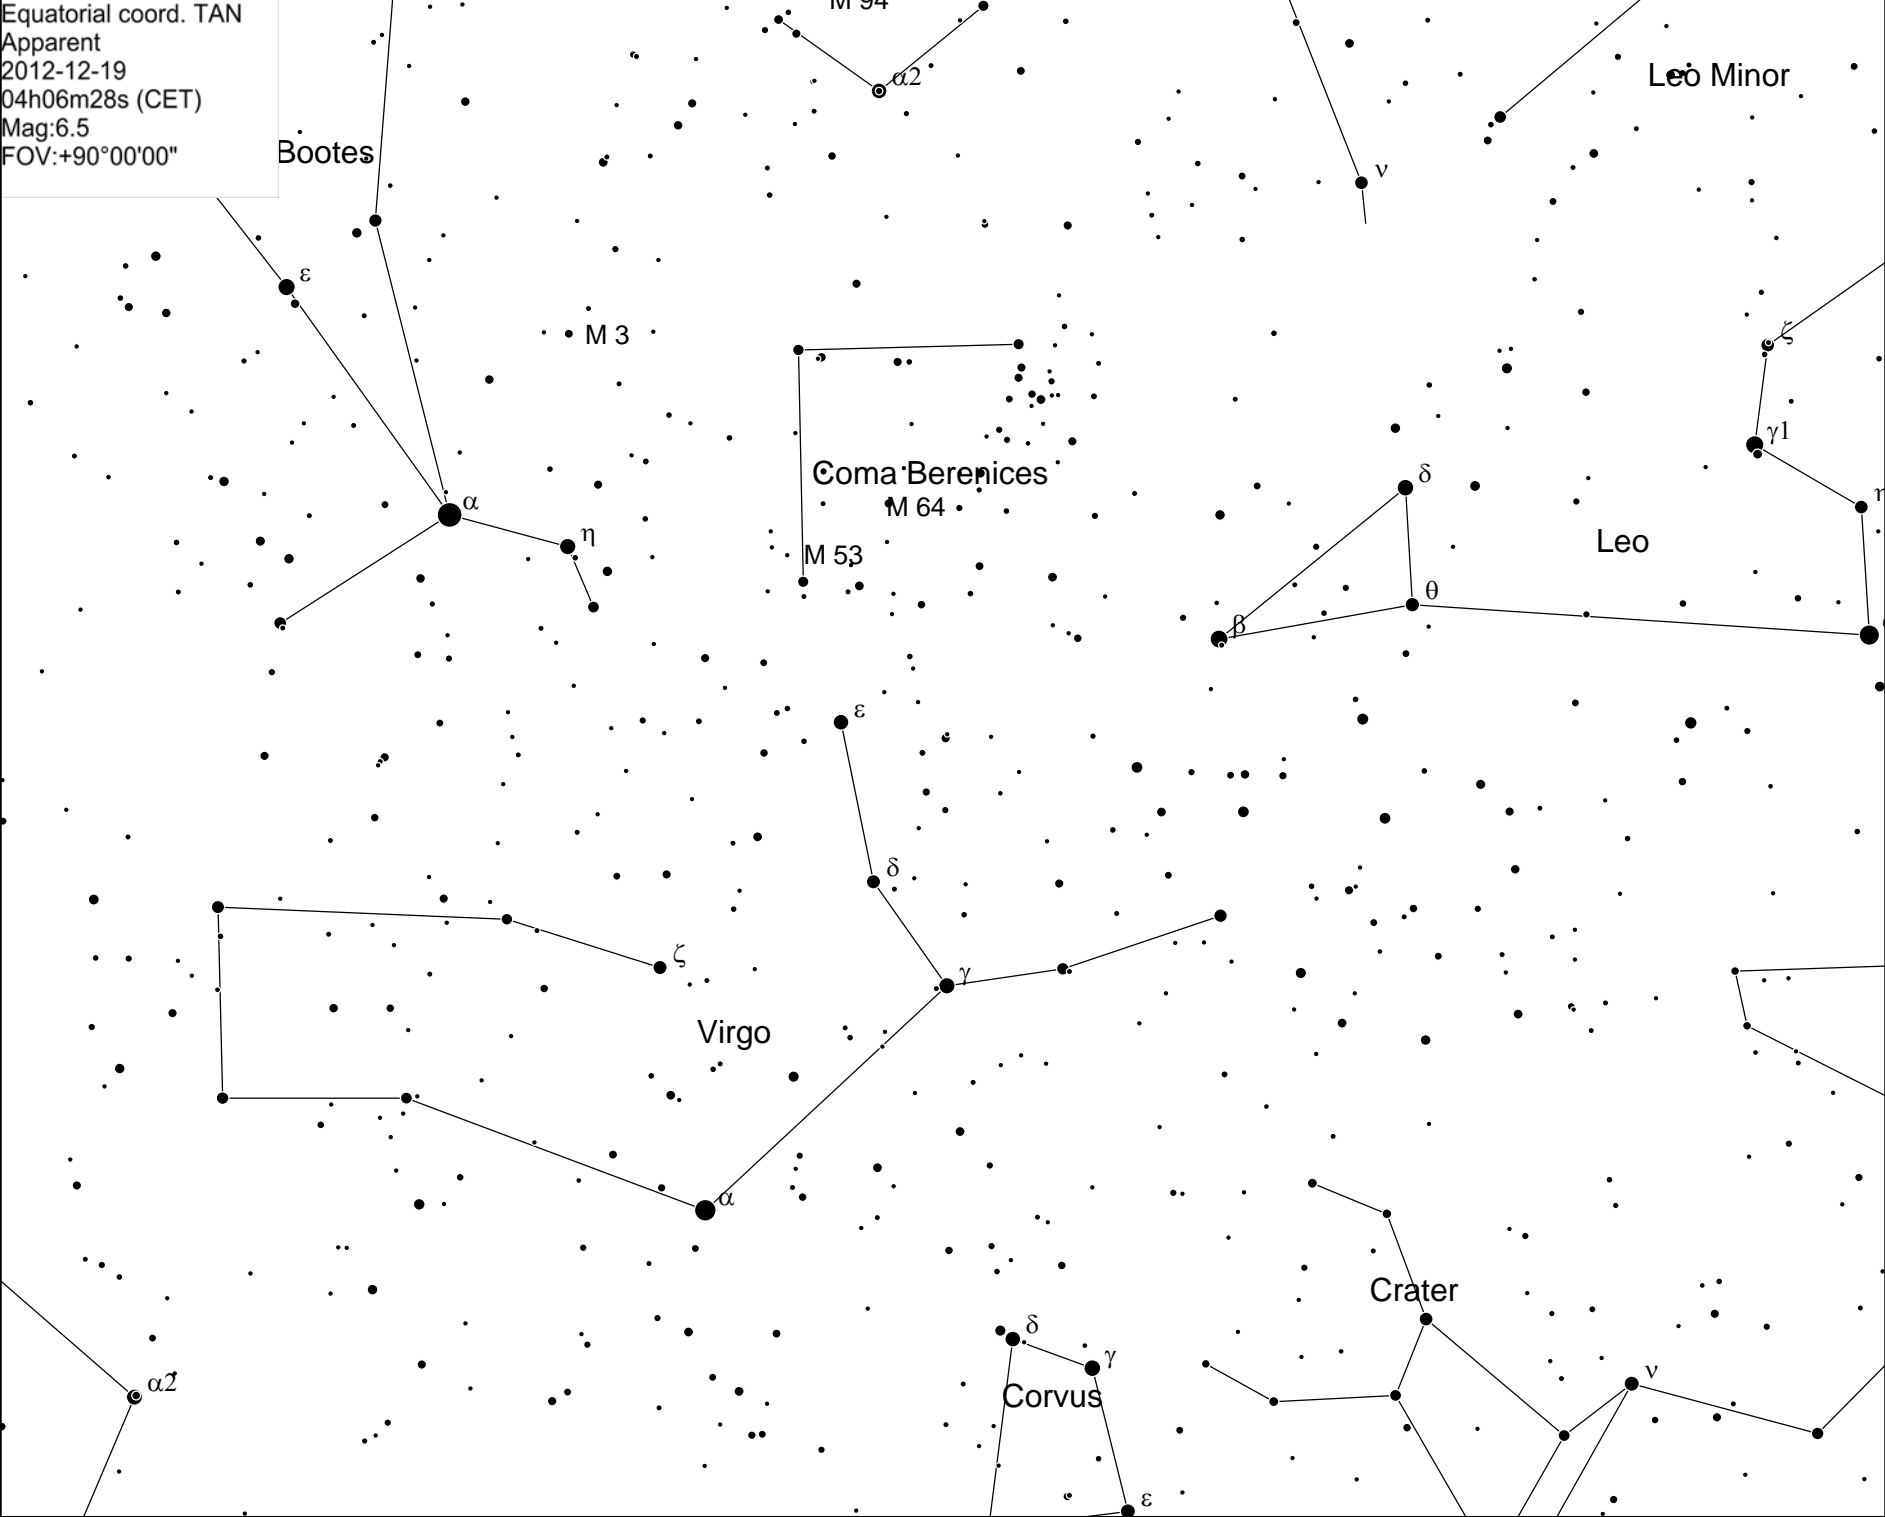 Equatorial coord. TAN
Apparent
2012-12-19
04h06m28s (CET)
Mag:6.5
FOV:+90°00'00"
M 94
α2
Leo Minor
Bootes
ν
ε
M 3
ζ
γ1
α
Coma Berenices
δ
η
M 64
η
Leo
M 53
θ
β
ε
δ
ζ
γ
Virgo
α
Crater
δ
γ
ν
α2
Corvus
ε